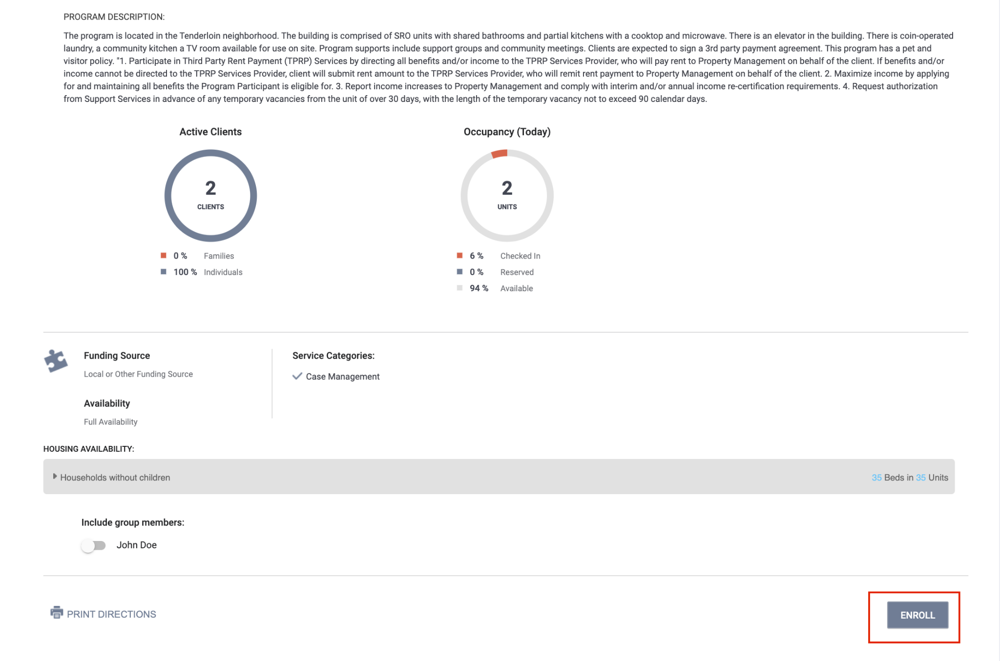 PROGRAM DESCRIPTION:
The program is located in the Tenderloin neighborhood. The building is comprised of SRO units with shared bathrooms and partial kitchens with a cooktop and microwave. There is an elevator in the building. There is coin-operated
laundry, a community kitchen a TV room available for use on site. Program supports include support groups and community meetings. Clients are expected to sign a 3rd party payment agreement. This program has a pet and
visitor policy. "1. Participate in Third Party Rent Payment (TPRP) Services by directing all benefits and/or income to the TPRP Services Provider, who will pay rent to Property Management on behalf of the client. If benefits and/or
income cannot be directed to the TPRP Services Provider, client will submit rent amount to the TPRP Services Provider, who will remit rent payment to Property Management on behalf of the client. 2. Maximize income by applying
for and maintaining all benefits the Program Participant is eligible for. 3. Report income increases to Property Management and comply with interim and/or annual income re-certification requirements. 4. Request authorization
from Support Services in advance of any temporary vacancies from the unit of over 30 days, with the length of the temporary vacancy not to exceed 90 calendar days.
Active Clients
2
CLIENTS
0 % Families
100 % Individuals
Occupancy (Today)
2
UNITS
6 % Checked In
0 % Reserved
94 % Available
Funding Source
Local or Other Funding Source
Availability
Full Availability
Service Categories:
Case Management
HOUSING AVAILABILITY:
Households without children 35 Beds in 35 Units
Include group members:
John Doe
PRINT DIRECTIONS
ENROLL